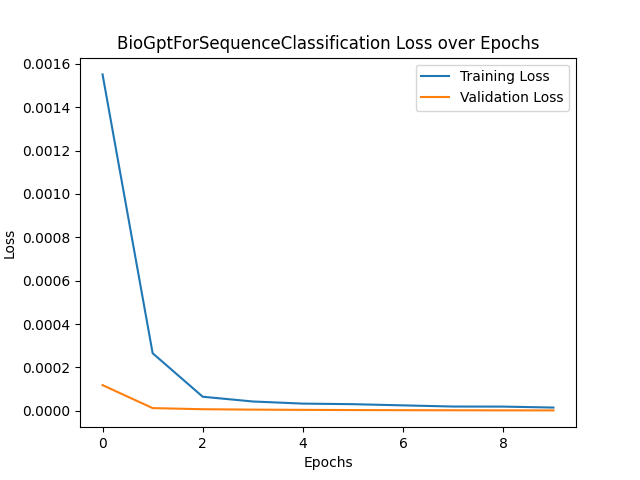 BioGptForSequenceClassification Loss over Epochs
Training Loss
Validation Loss
0.0016
0.0014
0.0012
0.0010
0.0008
0.0006
0.0004
0.0002
0.0000
Loss
0 2 4 6 8
Epochs